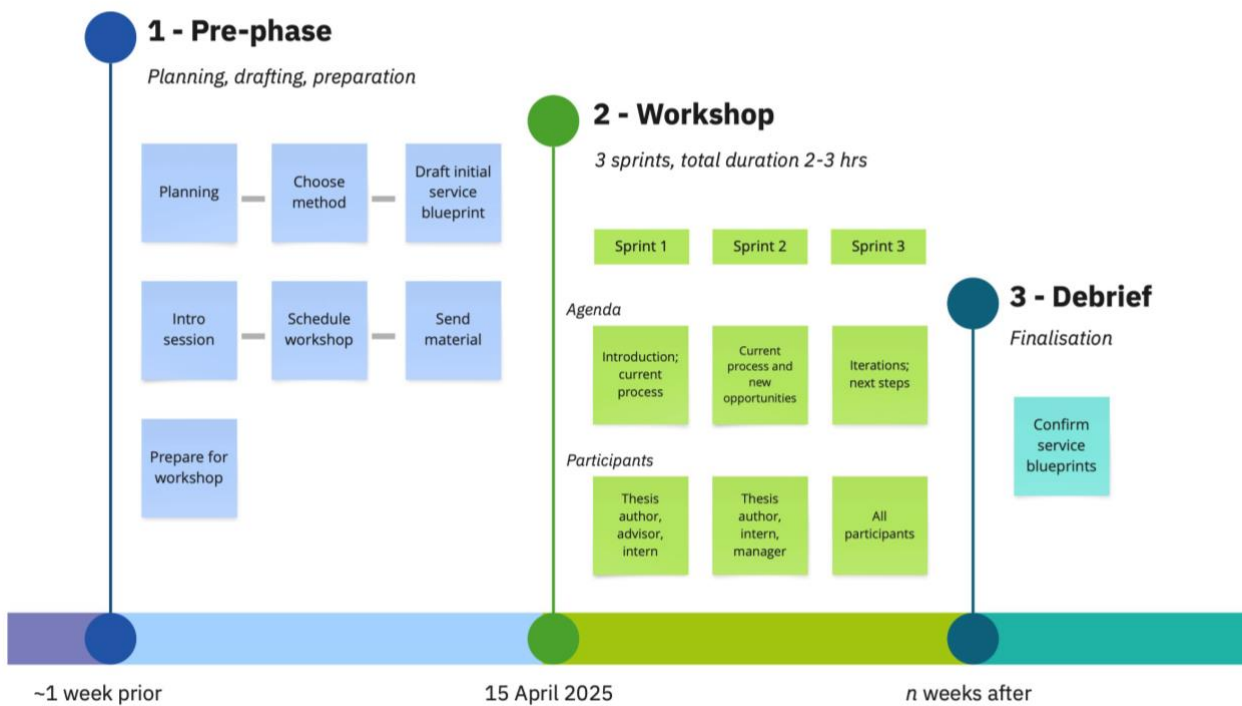 1 - Pre-phase
Planning, drafting, preparation
Planning
Choose
method
Draft initial
service
blueprint
Intro
session
Schedule
workshop
Send
material
Prepare for
workshop
2 - Workshop
3 sprints, total duration 2-3 hrs
Sprint 1
Sprint 2
Sprint 3
Agenda
Introduction;
current
process
Current
process and
new
opportunities
Iterations;
next steps
Participants
Thesis
author,
advisor,
intern
Thesis
author,
intern,
manager
All
participants
3 - Debrief
Finalisation
Confirm
service
blueprints
~1 week prior
15 April 2025
n weeks after